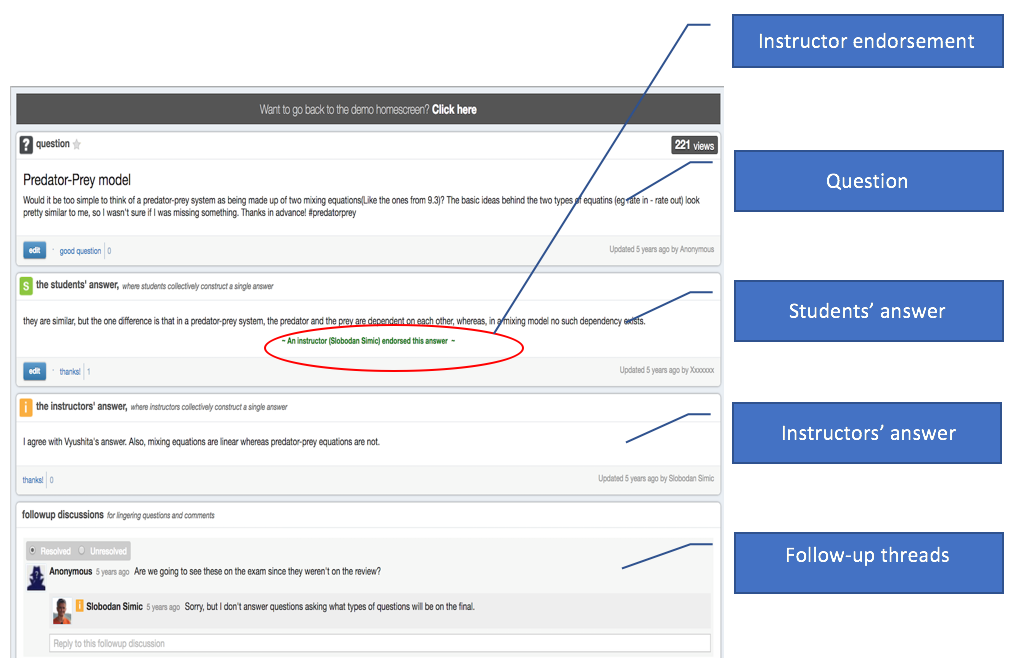 Instructor endorsement
Want to go back to the demo homescreen? Click here
? question
221 views
Question
Predator-Prey model
Would it be too simple to think of a predator-prey system as being made up of two mixing equations(Like the ones from 9.3)? The basic ideas behind the two types of equatins (eg rate in - rate out) look
pretty similar to me, so I wasn't sure if I was missing something. Thanks in advance! #predatorprey
edit · good question 0
Updated 5 years ago by Anonymous
S the students' answer, where students collectively construct a single answer
Students’ answer
they are similar, but the one difference is that in a predator-prey system, the predator and the prey are dependent on each other, whereas, in a mixing model no such dependency exists.
~ An instructor (Slobodan Simic) endorsed this answer ~
edit · thanks! 1
Updated 5 years ago by Xxxxxxx
i the instructors' answer, where instructors collectively construct a single answer
Instructors’ answer
I agree with Vyushita's answer. Also, mixing equations are linear whereas predator-prey equations are not.
thanks! 0
Updated 5 years ago by Slobodan Simic
followup discussions for lingering questions and comments
Resolved Unresolved
Follow-up threads
Anonymous 5 years ago Are we going to see these on the exam since they weren't on the review?
i Slobodan Simic 5 years ago Sorry, but I don't answer questions asking what types of questions will be on the final.
Reply to this followup discussion